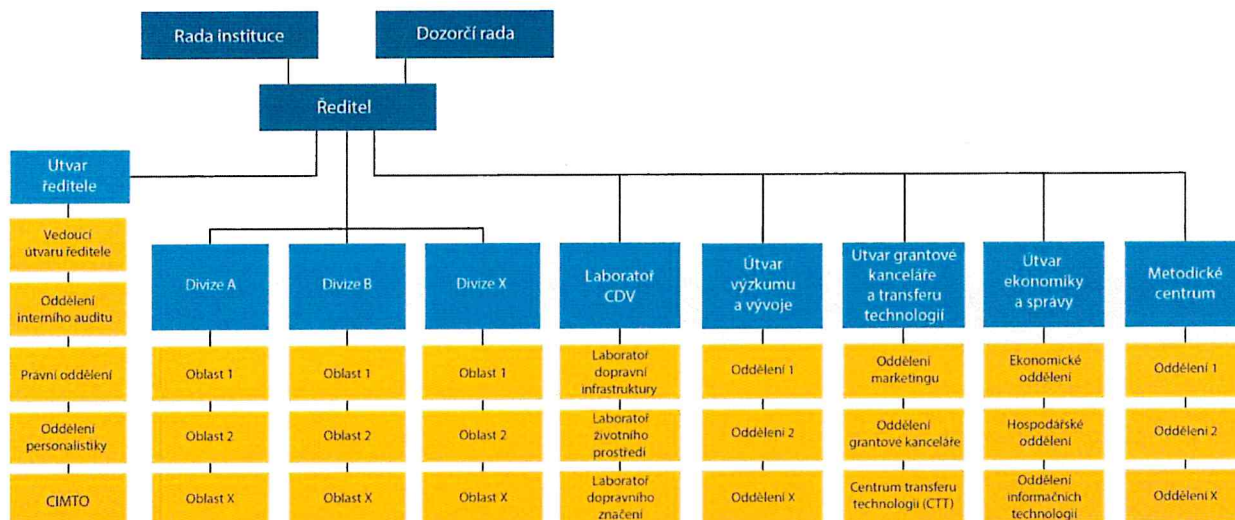 Rada instituce
Dozorčí rada
Ředitel
Útvar
ředitele
Vedoucí
útvaru ředitele
Oddělení
interního auditu
Právní oddělení
Oddělení
personalistiky
CIMTO
Divize A
Oblast 1
Oblast 2
Oblast X
Divize B
Oblast 1
Oblast 2
Oblast X
Divize X
Oblast 1
Oblast 2
Oblast X
Laboratoř
CDV
Laboratoř
dopravní
infrastruktury
Laboratoř
životního
prostředí
Laboratoř
dopravního
značení
Útvar
výzkumu
a vývoje
Oddělení 1
Oddělení 2
Oddělení X
Útvar grantové
kanceláře
a transferu
technologií
Oddělení
marketingu
Oddělení
grantové kanceláře
Centrum transferu
technologií (CTT)
Útvar
ekonomiky
a správy
Ekonomické
oddělení
Hospodářské
oddělení
Oddělení
informačních
technologií
Metodické
centrum
Oddělení 1
Oddělení 2
Oddělení X